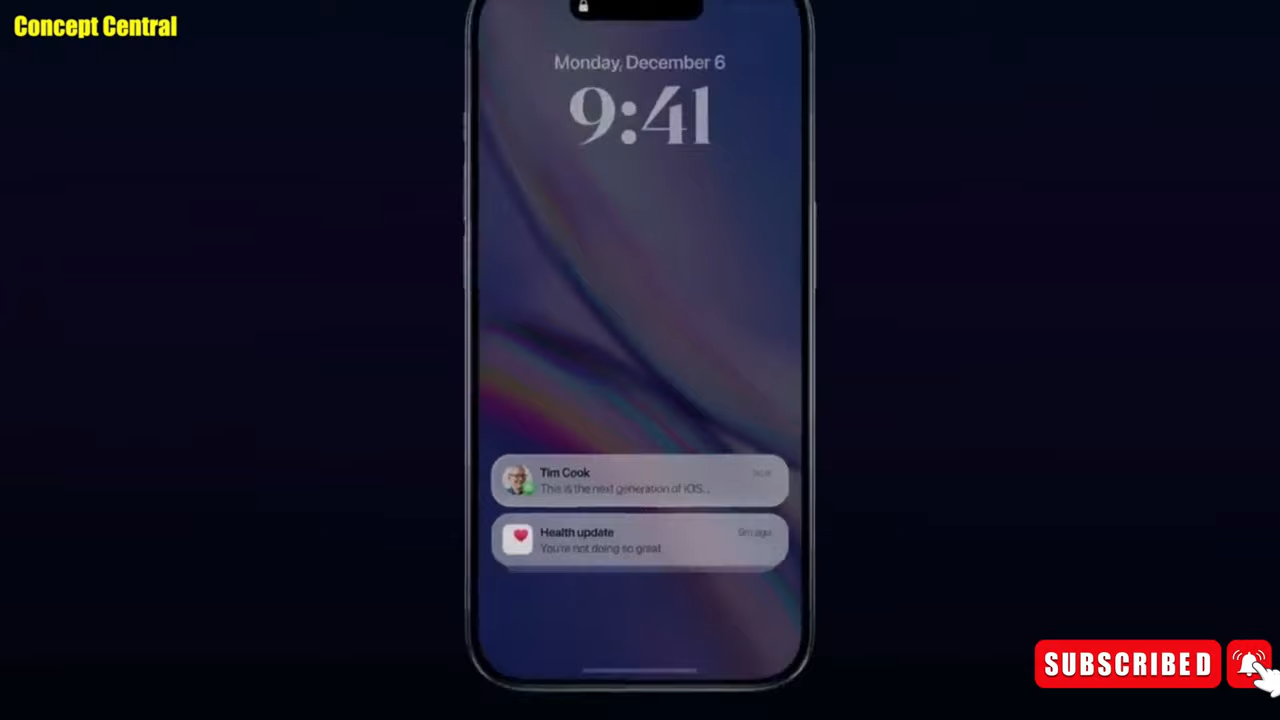 Concept Central
Monday, December 6
9:41
Tim Cook now
This is the next generation of iOS...
Health update 9m ago
You're not doing so great
SUBSCRIBED